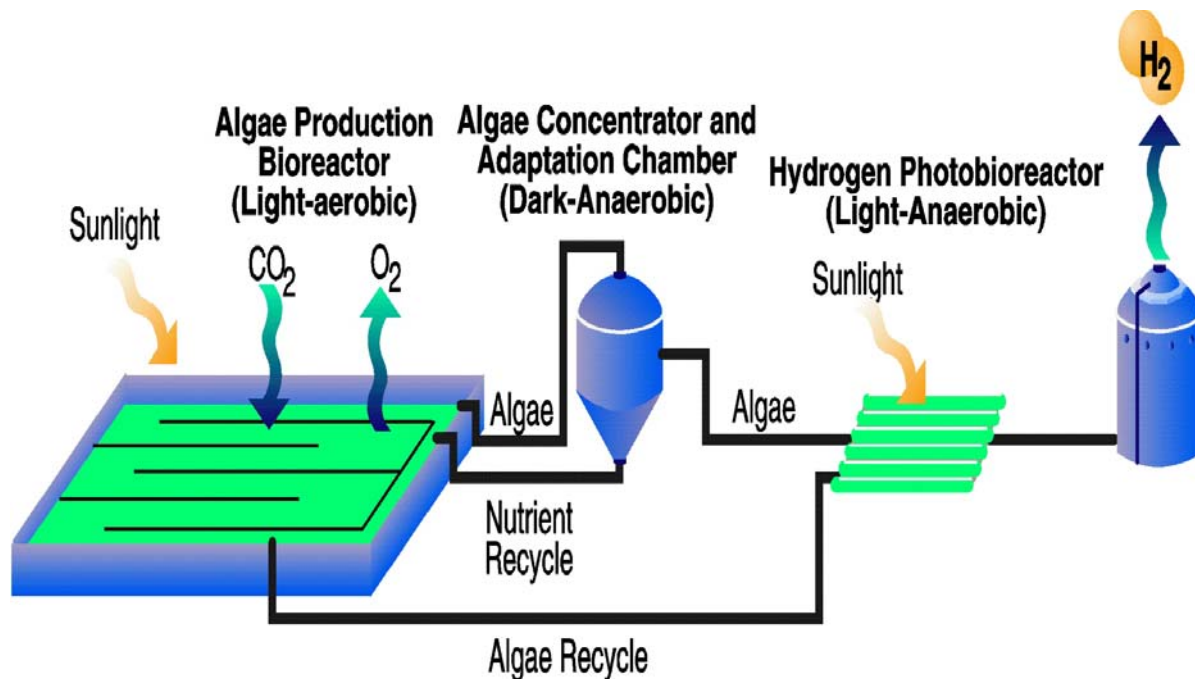 H2
Algae Production
Bioreactor
(Light-aerobic)
Algae Concentrator and
Adaptation Chamber
(Dark-Anaerobic)
Hydrogen Photobioreactor
(Light-Anaerobic)
Sunlight
CO2
O2
Sunlight
Algae
Algae
Nutrient
Recycle
Algae Recycle